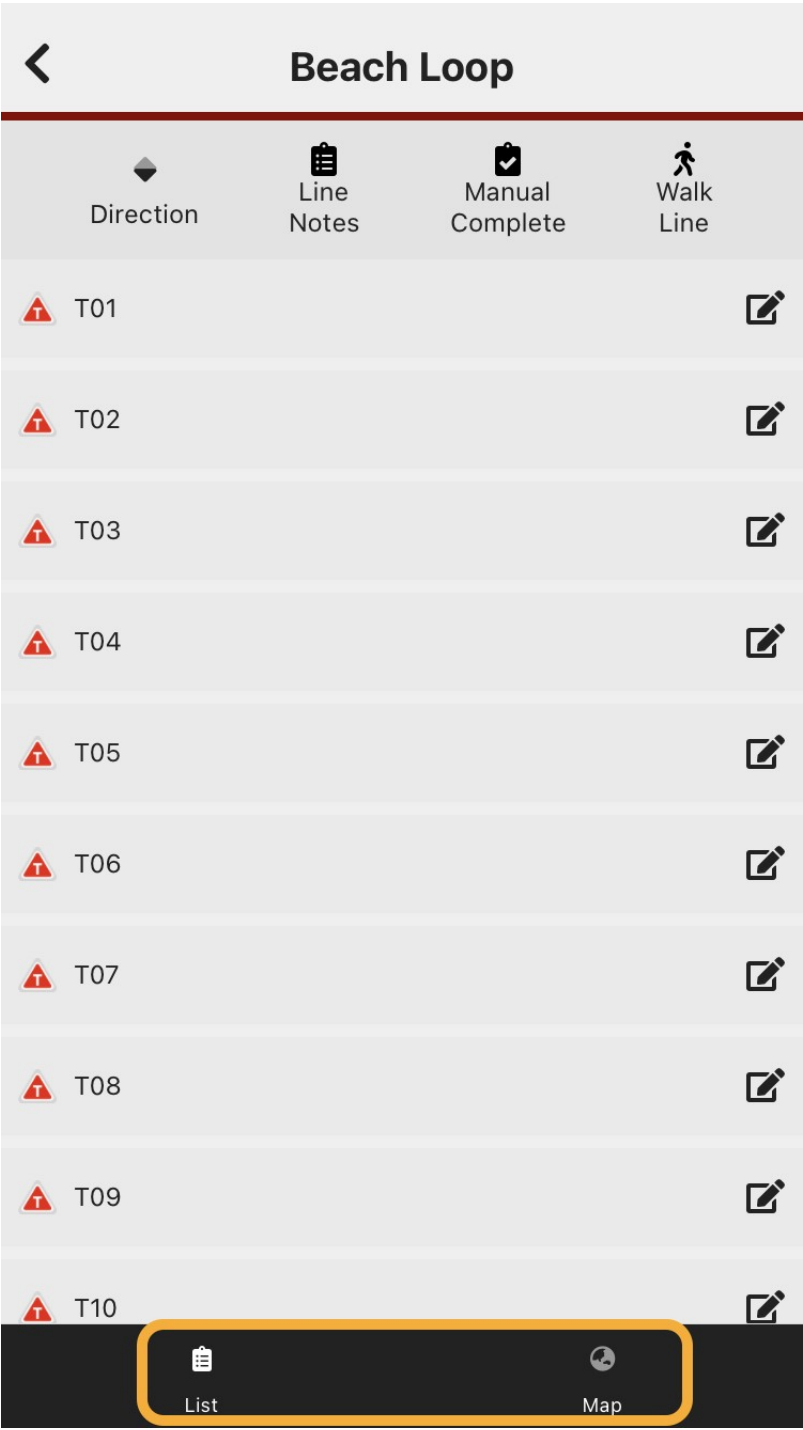 Beach Loop
Direction
Line
Notes
Manual
Complete
Walk
Line
T T01
T T02
T T03
T T04
T T05
T T06
T T07
T T08
T T09
T T10
List
Map